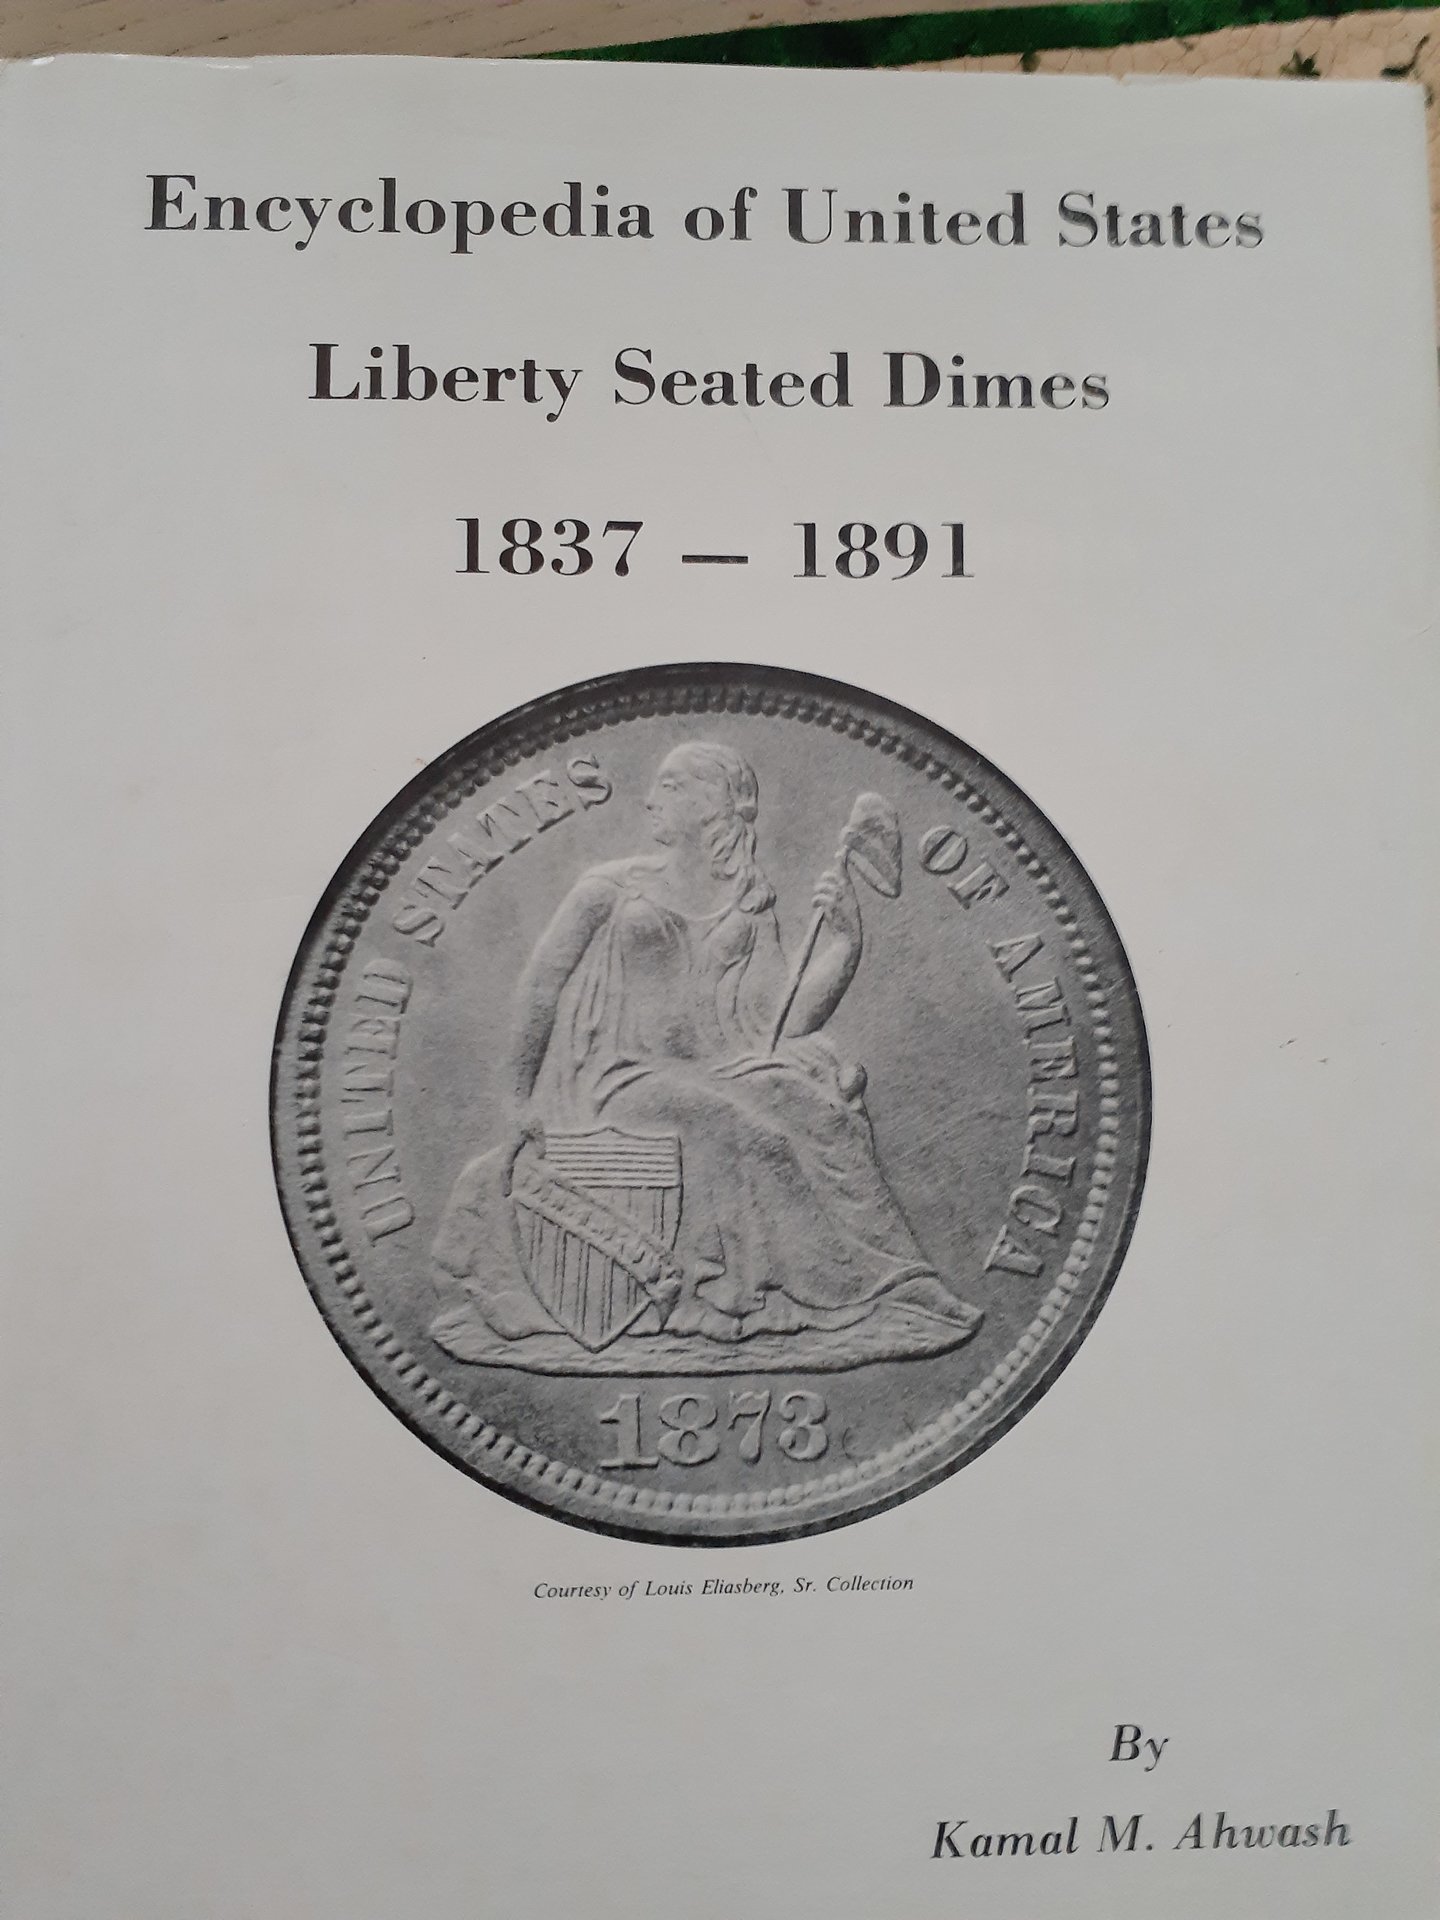 Encyclopedia of United States
Liberty Seated Dimes
1837 — 1891
UNITED STATES OF AMERICA
1873
Courtesy of Louis Eliasberg, Sr. Collection
By
Kamal M. Ahwash